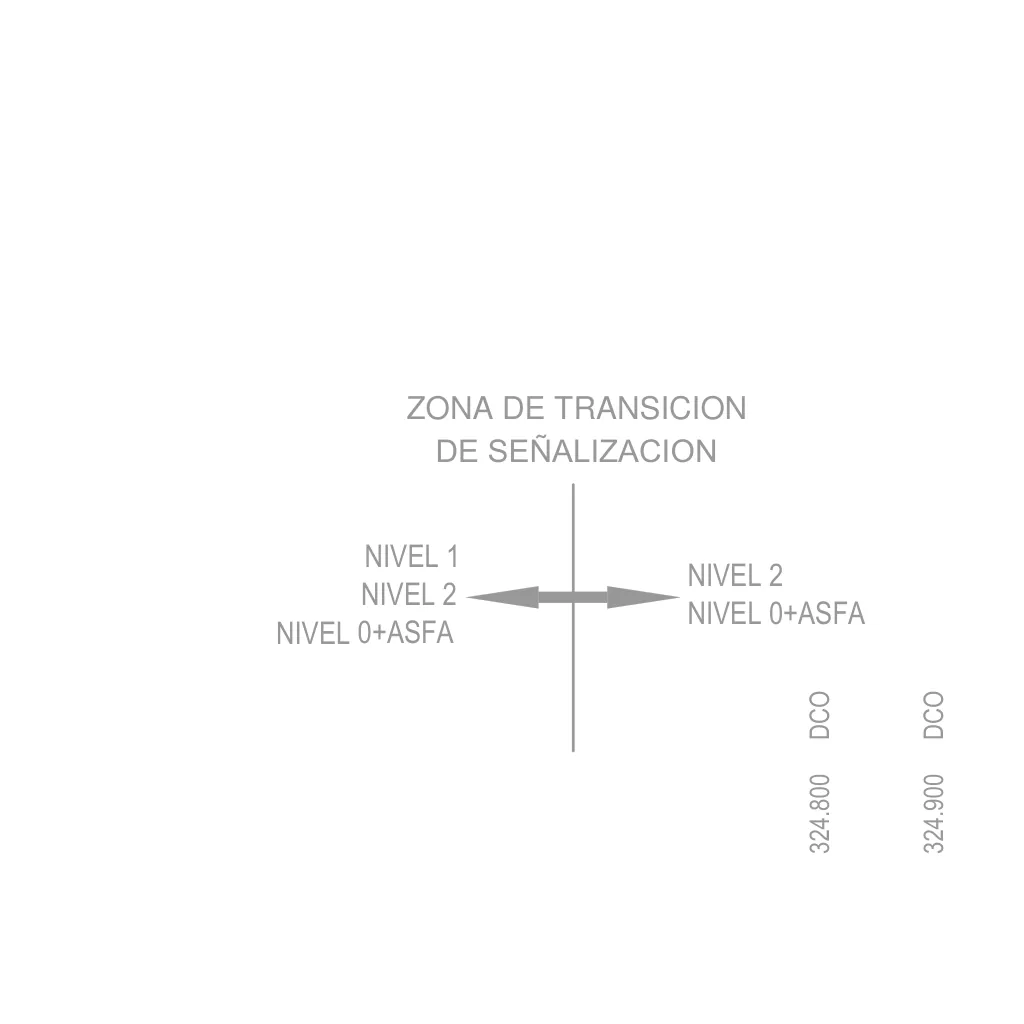 ZONA DE TRANSICION
DE SEÑALIZACION
NIVEL 1
NIVEL 2
NIVEL 0+ASFA
NIVEL 2
NIVEL 0+ASFA
324.800 DCO
324.900 DCO